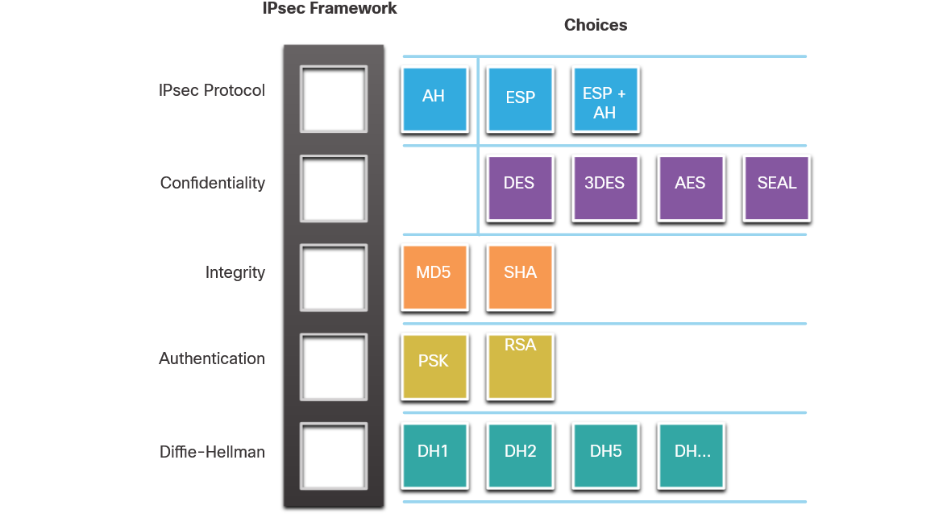 IPsec Framework
Choices
IPsec Protocol
AH
ESP
ESP +
AH
Confidentiality
DES
3DES
AES
SEAL
Integrity
MD5
SHA
Authentication
PSK
RSA
Diffie-Hellman
DH1
DH2
DH5
DH...